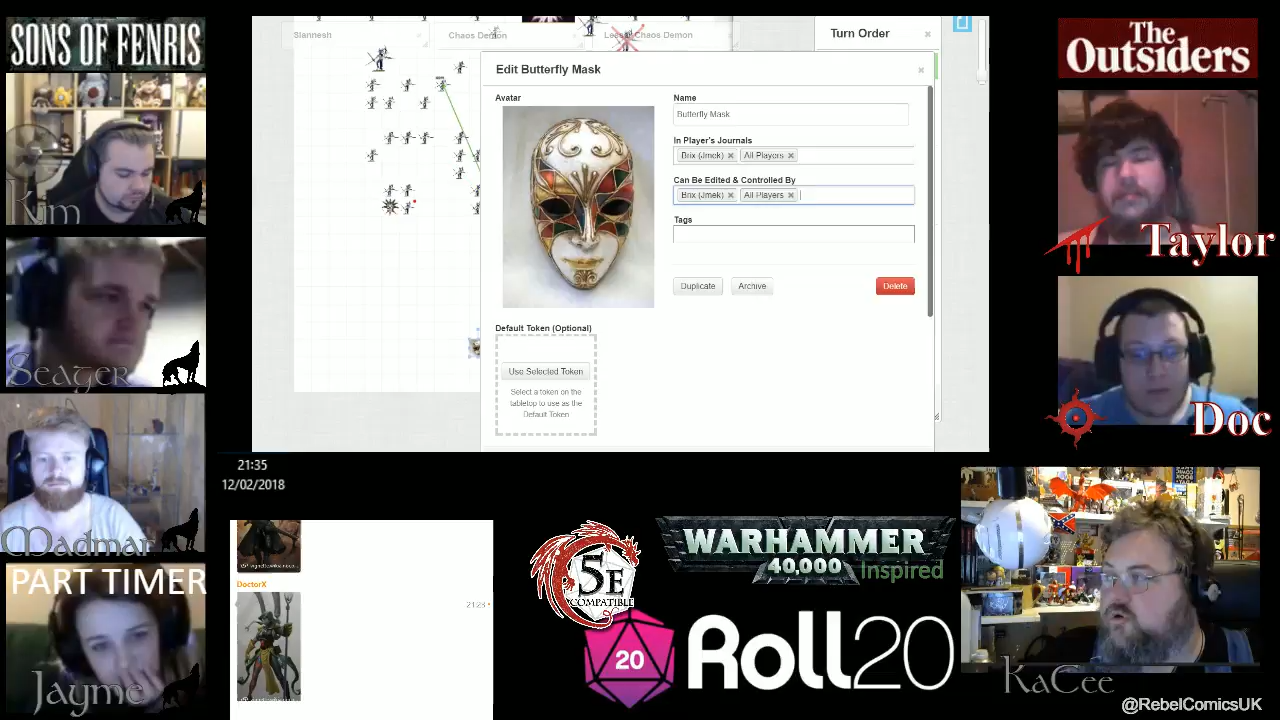 SONS OF FENRIS
Kim
Seager
Madmar
PART TIMER
Jayme
Slannesh
Chaos Demon
Chaos Demon
Turn Order
Edit Butterfly Mask
Avatar
Name
Butterfly Mask
In Player's Journals
Brix (Jmek)
All Players
Can Be Edited & Controlled By
Brix (Jmek)
All Players
Tags
Duplicate
Archive
Delete
Default Token (Optional)
Use Selected Token
Select a token on the
tabletop to use as the
Default Token
21:35
12/02/2018
DoctorX
5E
COMPATIBLE
WARHAMMER
40,000
Inspired
20
Roll20
The
Outsiders
Taylor
Doc
KaCee
@RebelComicsUK